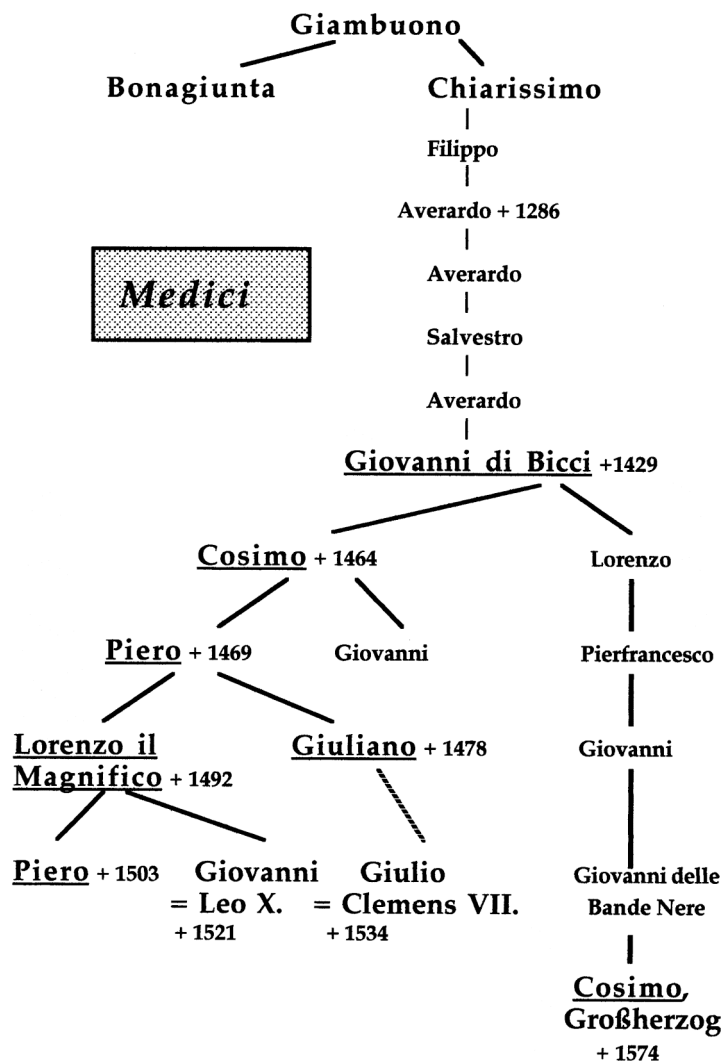 Giambuono
Bonagiunta Chiarissimo
Filippo
Averardo + 1286
Medici
Averardo
Salvestro
Averardo
Giovanni di Bicci +1429
Cosimo + 1464 Lorenzo
Piero + 1469 Giovanni Pierfrancesco
Lorenzo il
Magnifico + 1492
Giuliano + 1478
Giovanni
Piero + 1503
Giovanni
= Leo X.
+ 1521
Giulio
= Clemens VII.
+ 1534
Giovanni delle
Bande Nere
Cosimo,
Großherzog
+ 1574